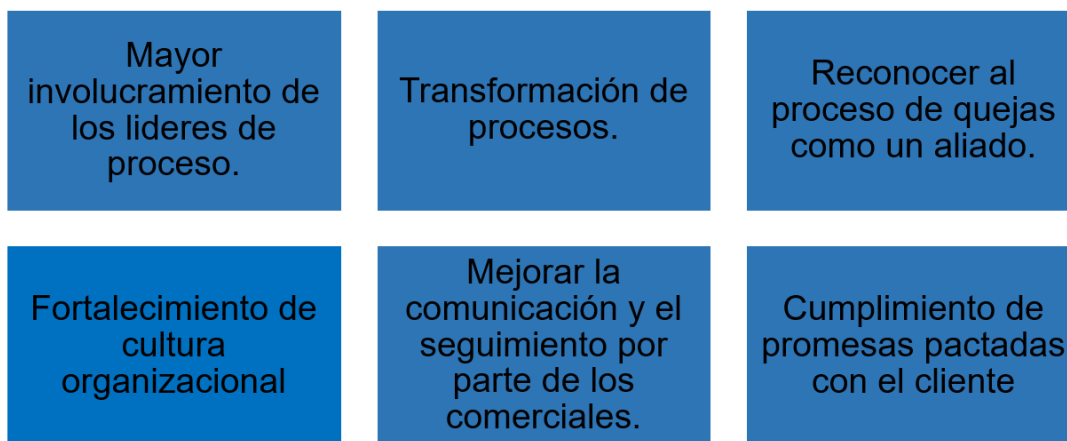 Mayor
involucramiento de
los lideres de
proceso.
Transformación de
procesos.
Reconocer al
proceso de quejas
como un aliado.
Fortalecimiento de
cultura
organizacional
Mejorar la
comunicación y el
seguimiento por
parte de los
comerciales.
Cumplimiento de
promesas pactadas
con el cliente